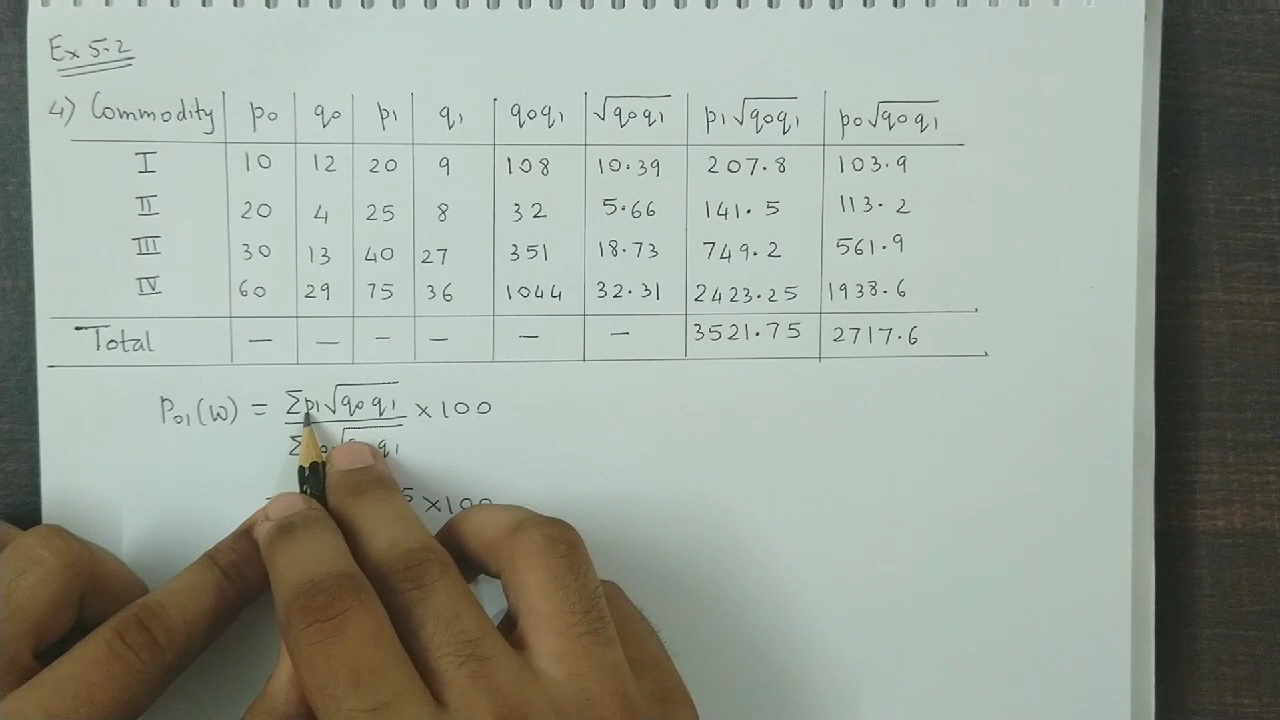 Ex 5.2
4) Commodity p0 q0 p1 q1 q0q1 √q0q1 p1√q0q1 p0√q0q1
I 10 12 20 9 108 10.39 207.8 103.9
II 20 4 25 8 32 5.66 141.5 113.2
III 30 13 40 27 351 18.73 749.2 561.9
IV 60 29 75 36 1044 32.31 2423.25 1938.6
Total — — — — — — 3521.75 2717.6
P01(W) = Σp1√q0q1 × 100
Σ q1
= 5 × 100